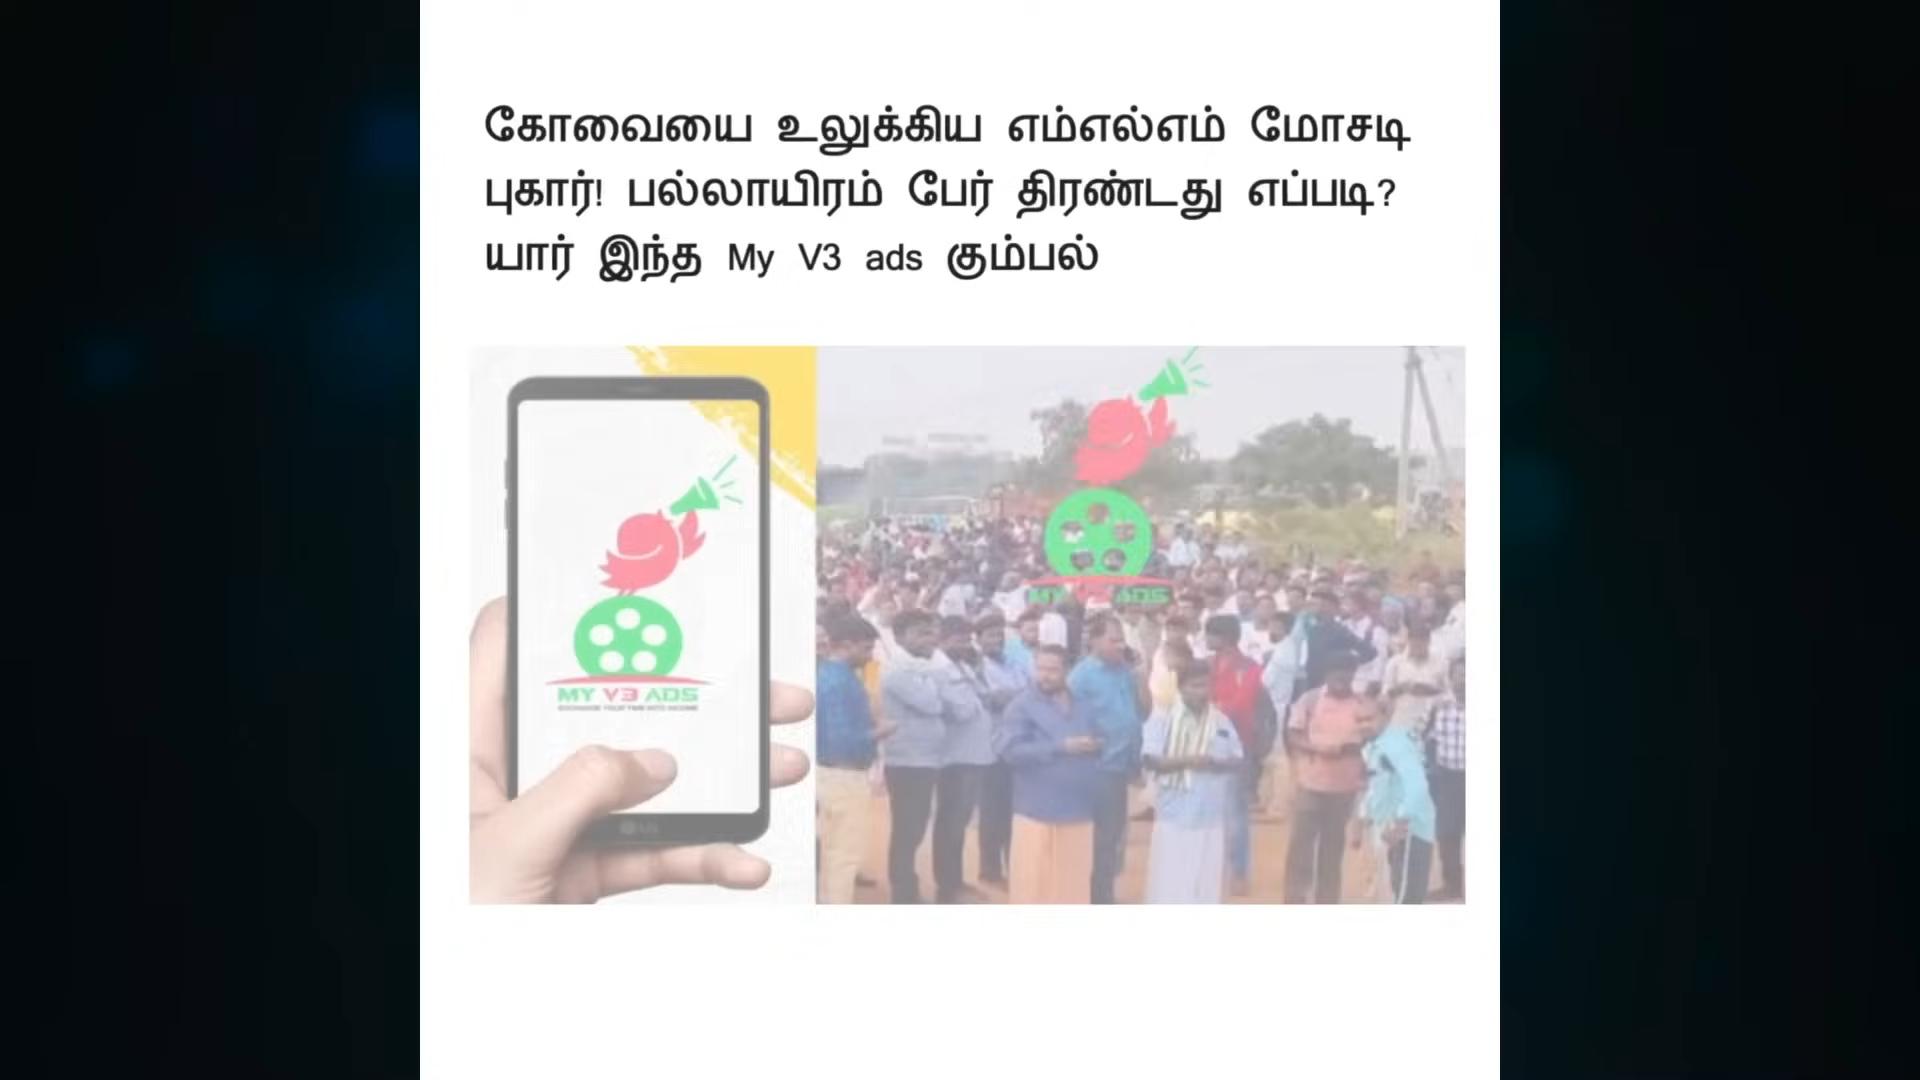 கோவையை உலுக்கிய எம்எல்எம் மோசடி
புகார்! பல்லாயிரம் பேர் திரண்டது எப்படி?
யார் இந்த My V3 ads கும்பல்
MY V3 ADS
MY V3 ADS